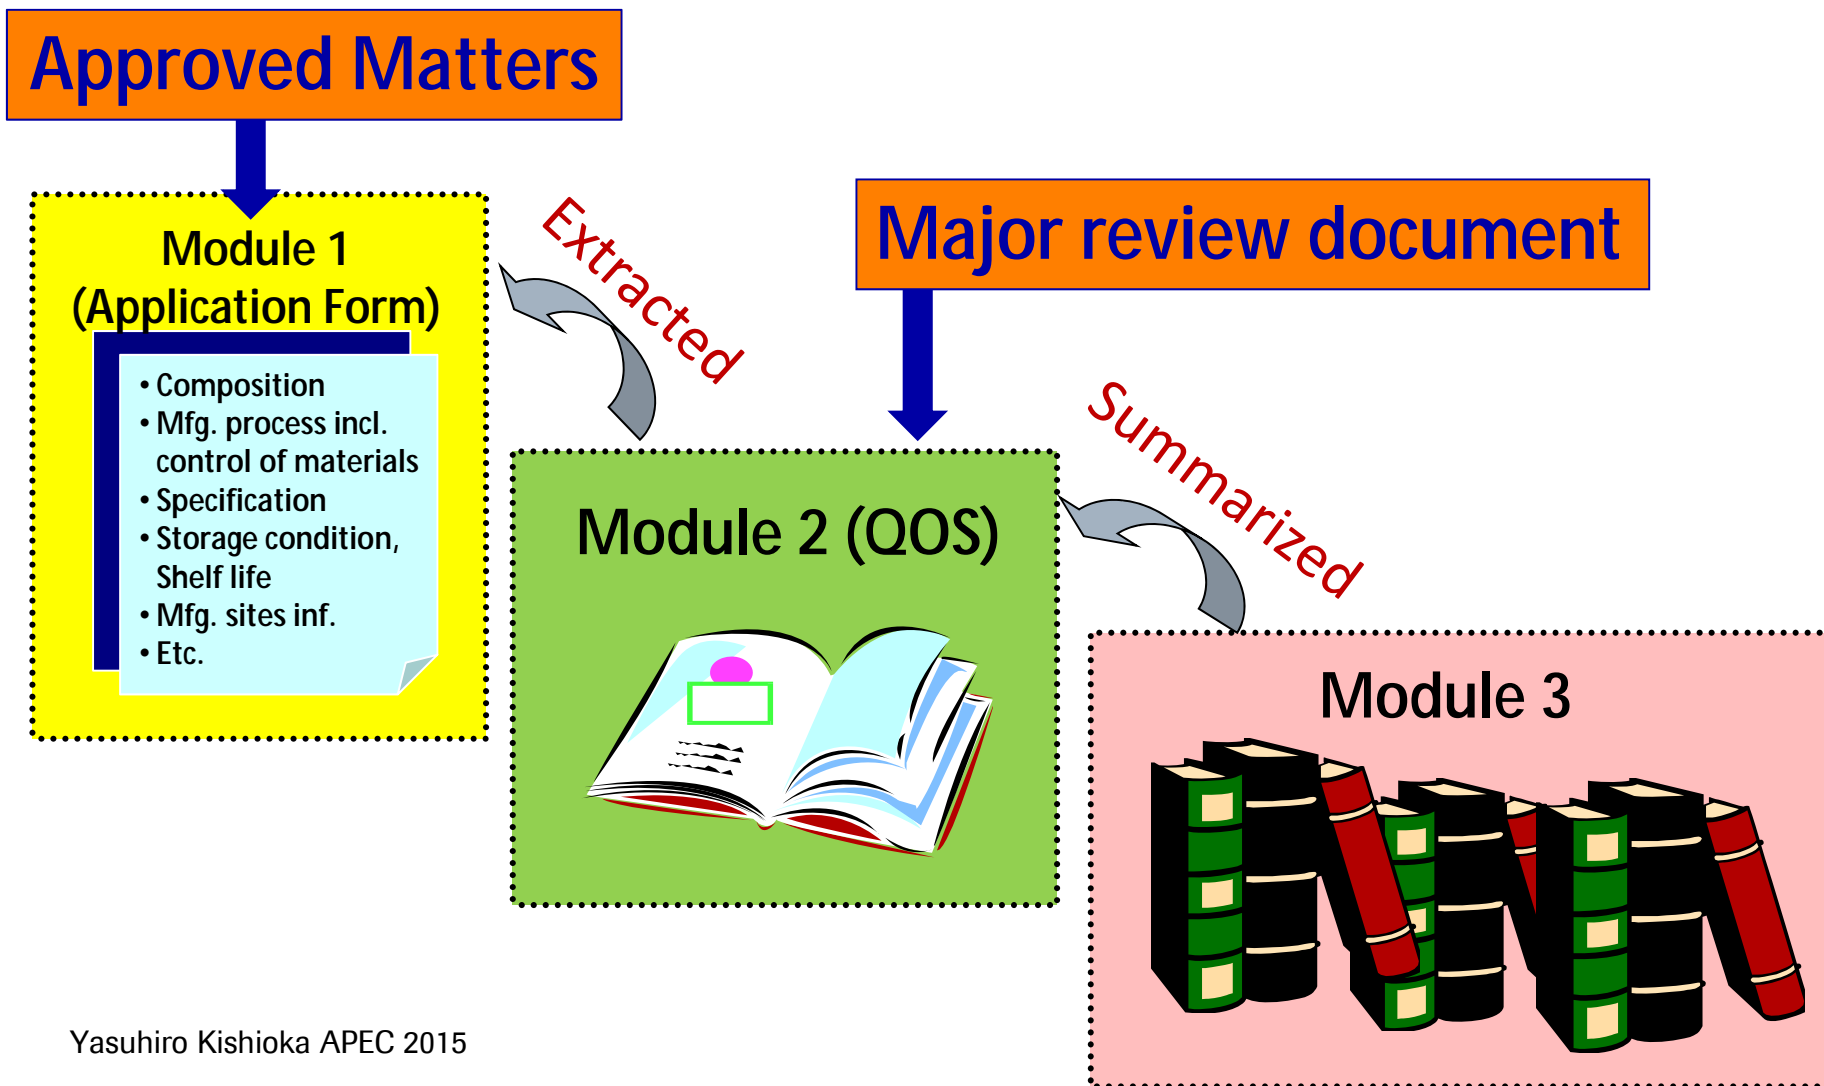 Approved Matters
Module 1
(Application Form)
• Composition
• Mfg. process incl.
control of materials
• Specification
• Storage condition,
Shelf life
• Mfg. sites inf.
• Etc.
Extracted
Major review document
Module 2 (QOS)
Summarized
Module 3
Yasuhiro Kishioka APEC 2015